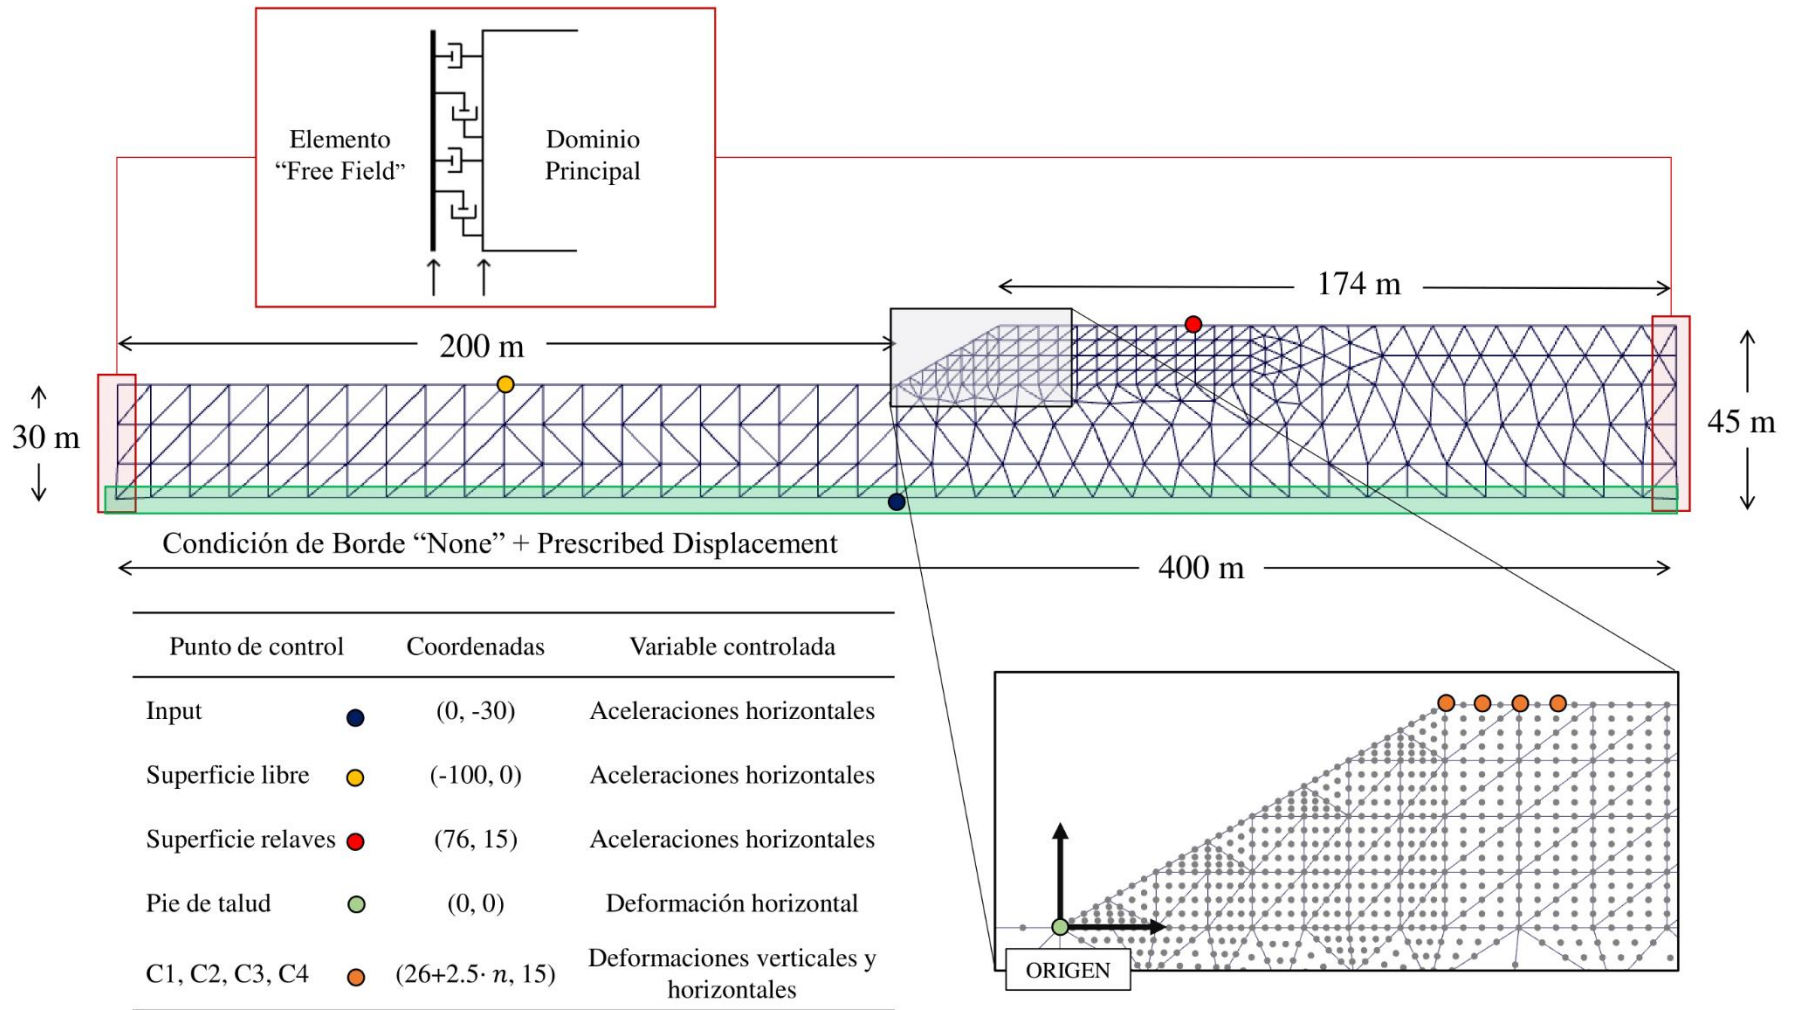 Elemento
“Free Field”
Dominio
Principal
174 m
200 m
30 m
45 m
Condición de Borde “None” + Prescribed Displacement
400 m
Punto de control Coordenadas Variable controlada
Input (0, -30) Aceleraciones horizontales
Superficie libre (-100, 0) Aceleraciones horizontales
Superficie relaves (76, 15) Aceleraciones horizontales
Pie de talud (0, 0) Deformación horizontal
C1, C2, C3, C4 (26+2.5· n, 15) Deformaciones verticales y
horizontales
ORIGEN